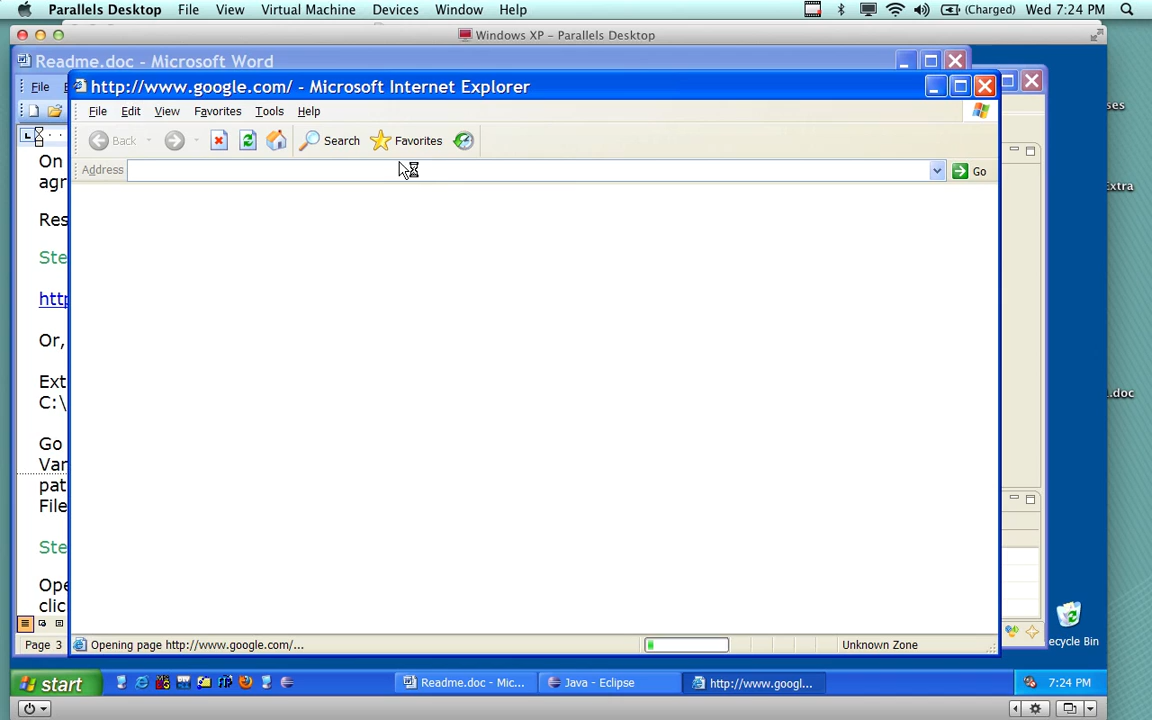 Parallels Desktop File View Virtual Machine Devices Window Help (Charged) Wed 7:24 PM
Windows XP – Parallels Desktop
Readme.doc - Microsoft Word
File
http://www.google.com/ - Microsoft Internet Explorer
File Edit View Favorites Tools Help
Back Search Favorites
Address Go
On
agr
Res
Ste
http
Or,
Ext
C:\
Go
Var
pat
File
Ste
Ope
clic
ses
Extra
.doc
ecycle Bin
Page 3
Opening page http://www.google.com/... Unknown Zone
start Readme.doc - Mic... Java - Eclipse http://www.googl... 7:24 PM